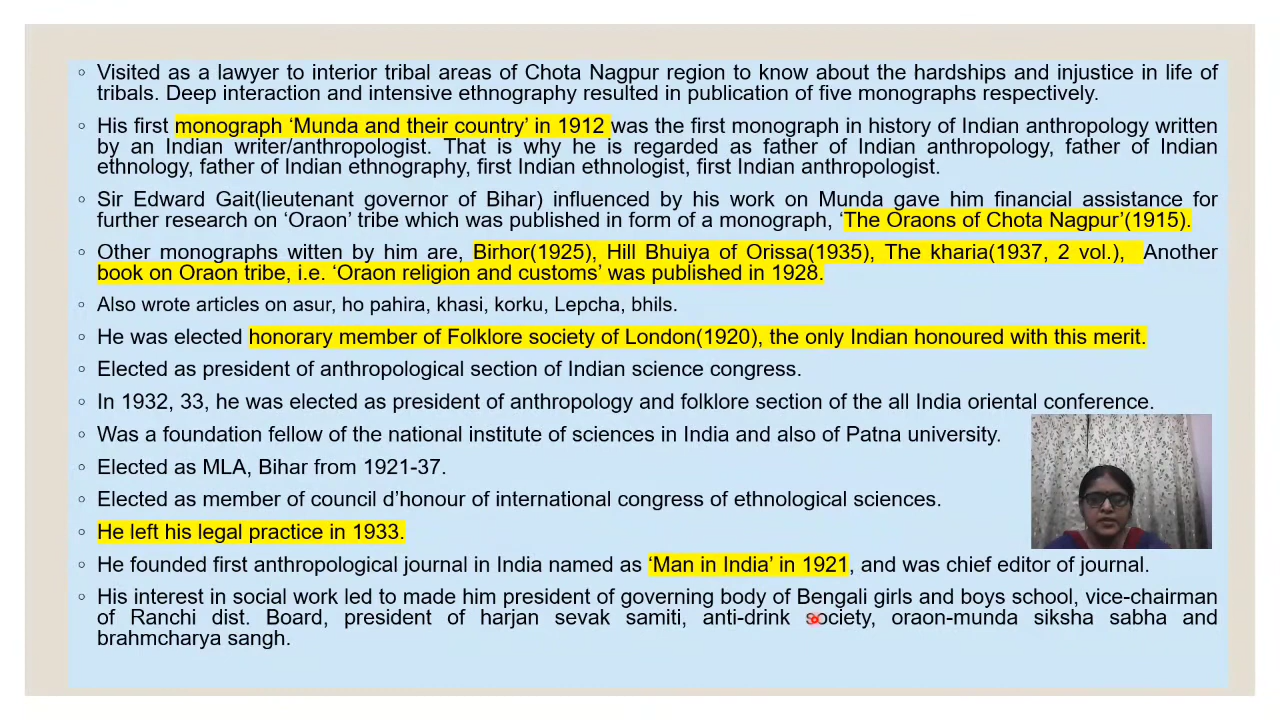 ◦ Visited as a lawyer to interior tribal areas of Chota Nagpur region to know about the hardships and injustice in life of
tribals. Deep interaction and intensive ethnography resulted in publication of five monographs respectively.
◦ His first monograph ‘Munda and their country’ in 1912 was the first monograph in history of Indian anthropology written
by an Indian writer/anthropologist. That is why he is regarded as father of Indian anthropology, father of Indian
ethnology, father of Indian ethnography, first Indian ethnologist, first Indian anthropologist.
◦ Sir Edward Gait(lieutenant governor of Bihar) influenced by his work on Munda gave him financial assistance for
further research on ‘Oraon’ tribe which was published in form of a monograph, ‘The Oraons of Chota Nagpur’(1915).
◦ Other monographs witten by him are, Birhor(1925), Hill Bhuiya of Orissa(1935), The kharia(1937, 2 vol.), Another
book on Oraon tribe, i.e. ‘Oraon religion and customs’ was published in 1928.
◦ Also wrote articles on asur, ho pahira, khasi, korku, Lepcha, bhils.
◦ He was elected honorary member of Folklore society of London(1920), the only Indian honoured with this merit.
◦ Elected as president of anthropological section of Indian science congress.
◦ In 1932, 33, he was elected as president of anthropology and folklore section of the all India oriental conference.
◦ Was a foundation fellow of the national institute of sciences in India and also of Patna university.
◦ Elected as MLA, Bihar from 1921-37.
◦ Elected as member of council d’honour of international congress of ethnological sciences.
◦ He left his legal practice in 1933.
◦ He founded first anthropological journal in India named as ‘Man in India’ in 1921, and was chief editor of journal.
◦ His interest in social work led to made him president of governing body of Bengali girls and boys school, vice-chairman
of Ranchi dist. Board, president of harjan sevak samiti, anti-drink society, oraon-munda siksha sabha and
brahmcharya sangh.